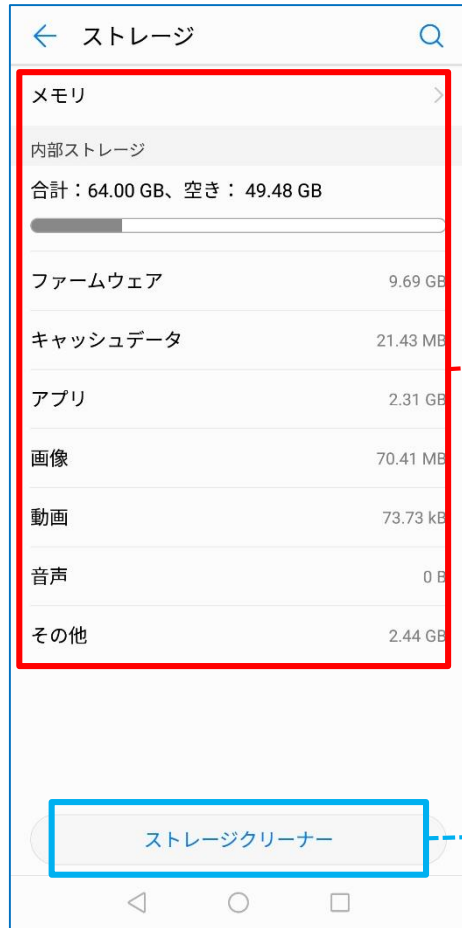 ストレージ
メモリ
内部ストレージ
合計：64.00 GB、空き： 49.48 GB
ファームウェア 9.69 GB
キャッシュデータ 21.43 MB
アプリ 2.31 GB
画像 70.41 MB
動画 73.73 kB
音声 0 B
その他 2.44 GB
ストレージクリーナー